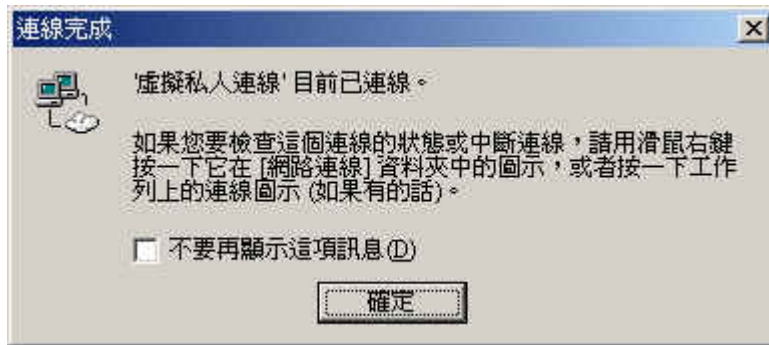 連線完成
'虛擬私人連線' 目前已連線。
如果您要檢查這個連線的狀態或中斷連線，請用滑鼠右鍵
按一下它在 [網路連線] 資料夾中的圖示，或者按一下工作
列上的連線圖示 (如果有的話)。
不要再顯示這項訊息(D)
確定